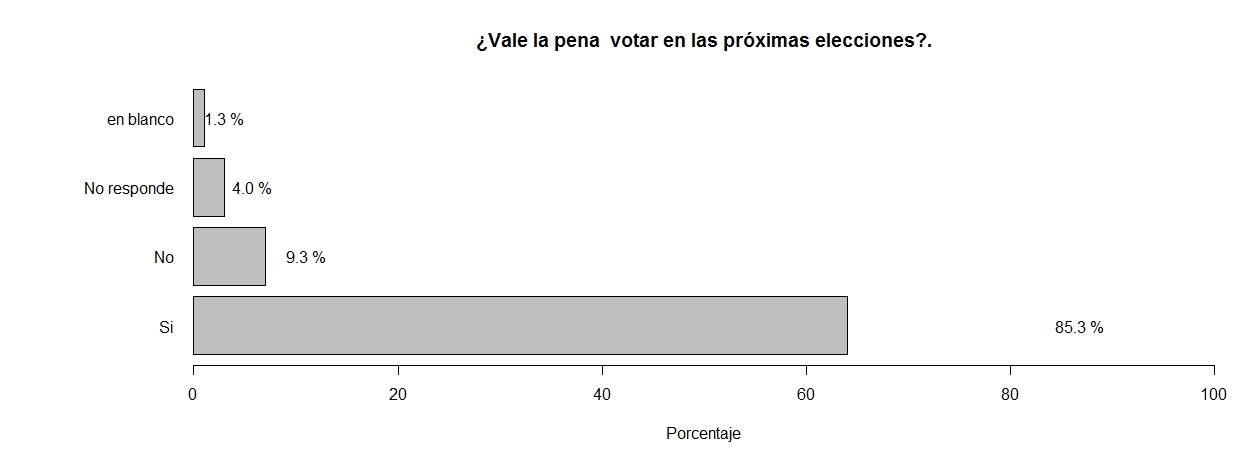 ¿Vale la pena  votar en las próximas elecciones?.
en blanco
1.3 %
No responde
4.0 %
No
9.3 %
Si
85.3 %
0 20 40 60 80 100
Porcentaje